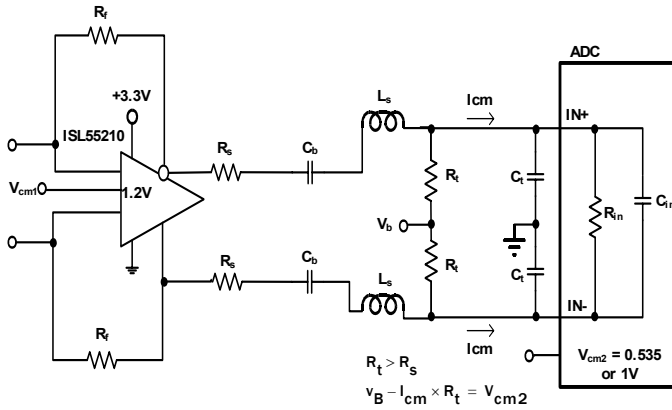 Rf
+3.3V
ISL55210
Vcm1
1.2V
Rs
Cb
Ls
Icm
ADC
IN+
Rt
Ct
Vb
Rin
Cin
Rt
Ct
Rs
Cb
Ls
IN-
Icm
Rf
Vcm2 = 0.535
or 1V
Rt > Rs
vB − Icm × Rt = Vcm2